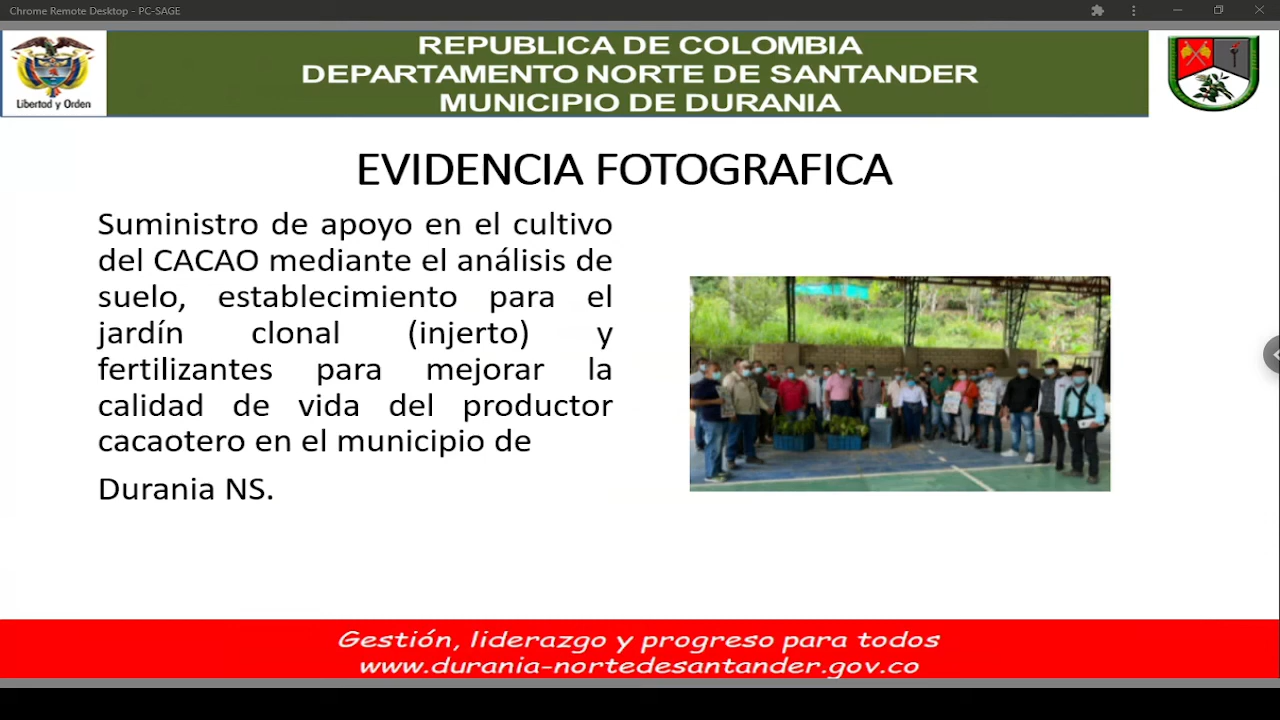 Chrome Remote Desktop - PC-SAGE
REPUBLICA DE COLOMBIA
DEPARTAMENTO NORTE DE SANTANDER
MUNICIPIO DE DURANIA
Libertad y Orden
EVIDENCIA FOTOGRAFICA
Suministro de apoyo en el cultivo
del CACAO mediante el análisis de
suelo, establecimiento para el
jardín clonal (injerto) y
fertilizantes para mejorar la
calidad de vida del productor
cacaotero en el municipio de
Durania NS.
Gestión, liderazgo y progreso para todos
www.durania-nortedesantander.gov.co